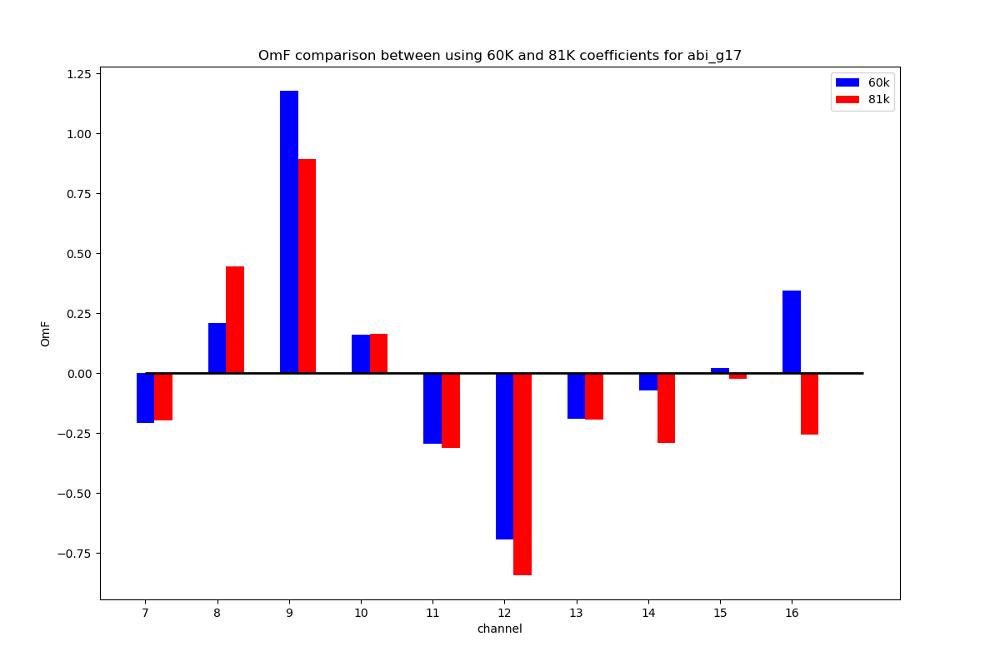 OmF comparison between using 60K and 81K coefficients for abi_g17
60k
81k
1.25
1.00
0.75
0.50
0.25
0.00
−0.25
−0.50
−0.75
OmF
7 8 9 10 11 12 13 14 15 16
channel